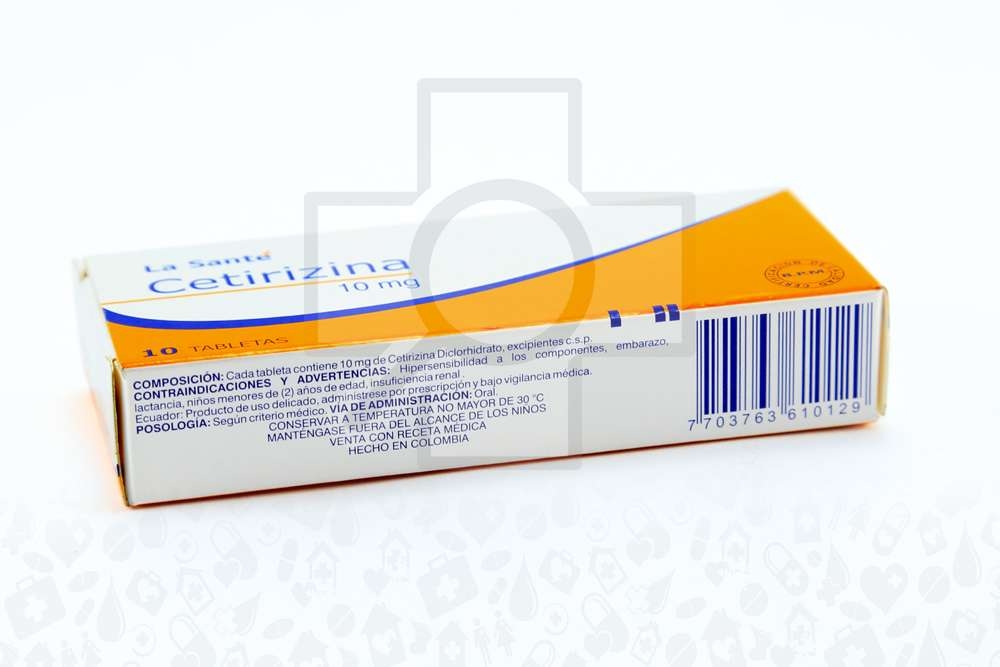 La Santé
Cetirizina
10 mg
10 TABLETAS
B.P.M
COMPOSICIÓN: Cada tableta contiene 10 mg de Cetirizina Diclorhidrato, excipientes c.s.p.
CONTRAINDICACIONES Y ADVERTENCIAS: Hipersensibilidad a los componentes, embarazo,
lactancia, niños menores de (2) años de edad, insuficiencia renal.
Ecuador: Producto de uso delicado, adminístrese por prescripción y bajo vigilancia médica.
POSOLOGÍA: Según criterio médico. VIA DE ADMINISTRACIÓN: Oral.
CONSERVAR A TEMPERATURA NO MAYOR DE 30 °C
MANTÉNGASE FUERA DEL ALCANCE DE LOS NIÑOS
VENTA CON RECETA MÉDICA
HECHO EN COLOMBIA
7 703763 610129